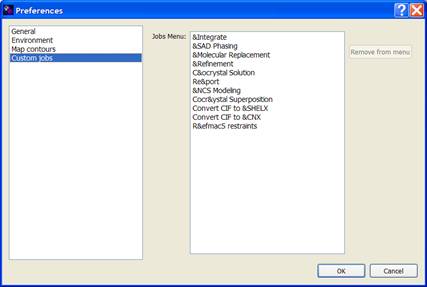 Preferences
General
Environment
Map contours
Custom jobs
Jobs Menu:
&Integrate
&SAD Phasing
&Molecular Replacement
&Refinement
C&ocrystal Solution
Re&port
&NCS Modeling
Cocr&ystal Superposition
Convert CIF to &SHELX
Convert CIF to &CNX
R&efmac5 restraints
Remove from menu
OK
Cancel